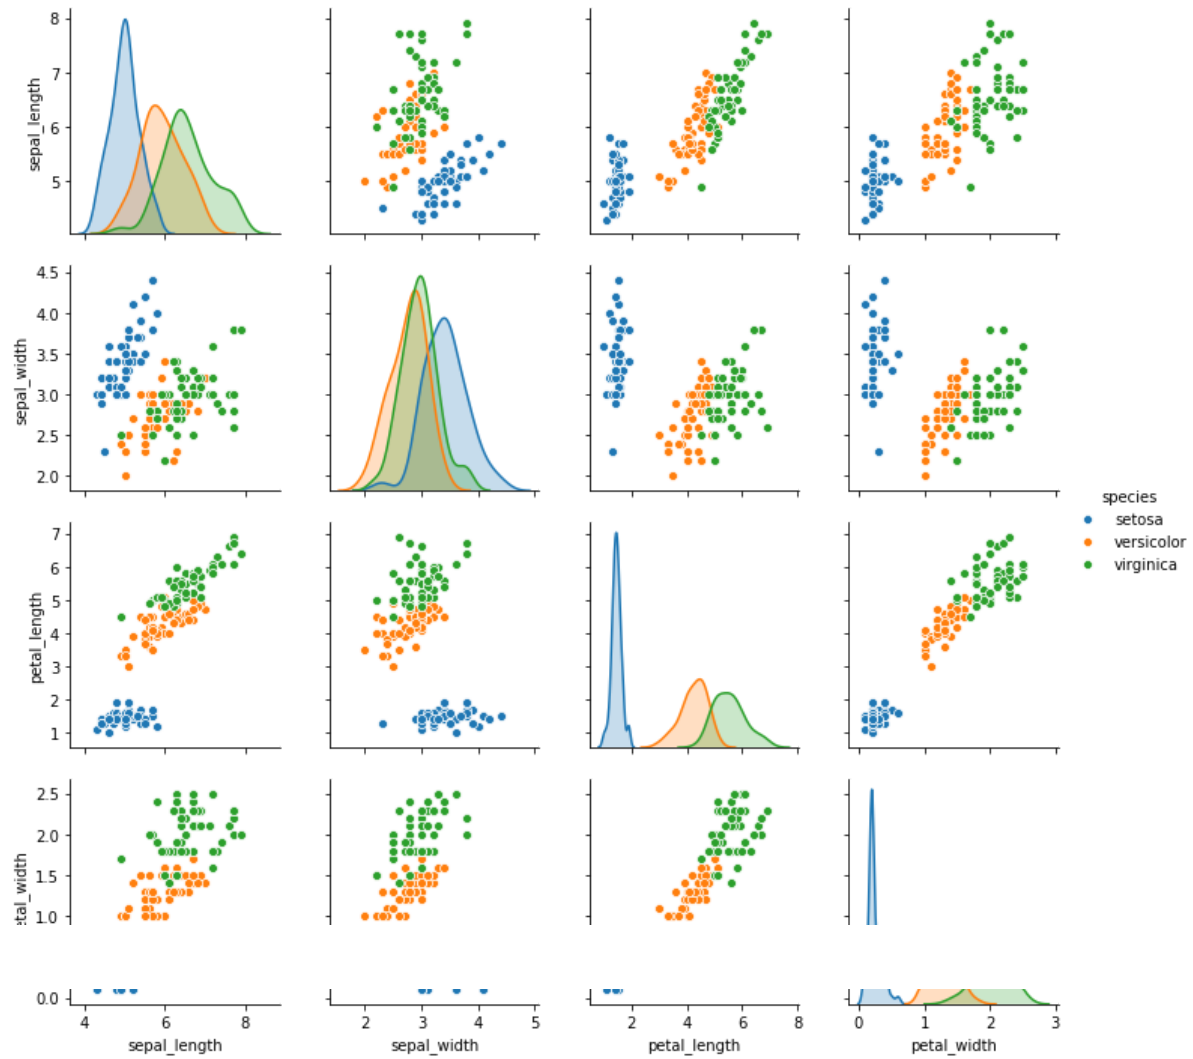 8
7
6
5
sepal_length
4.5
4.0
3.5
3.0
2.5
2.0
sepal_width
species
setosa
versicolor
virginica
7
6
5
4
3
2
1
petal_length
2.5
2.0
1.5
1.0
etal_width
0.0
4 6 8 2 3 4 5 2 4 6 8 0 1 2 3
sepal_length sepal_width petal_length petal_width